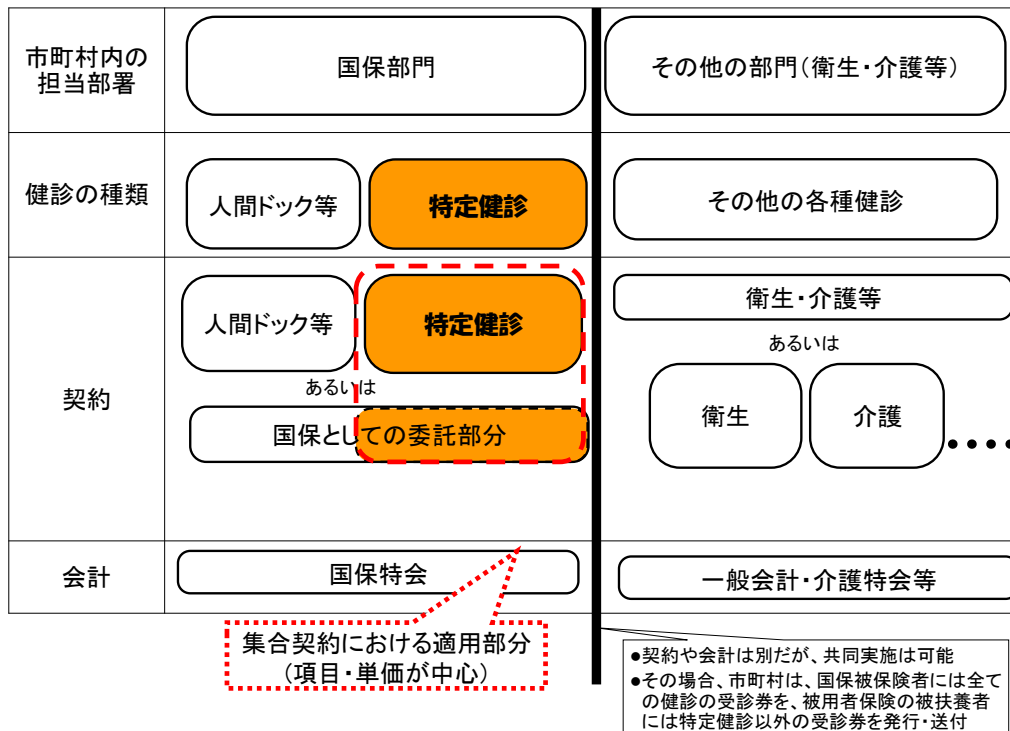 市町村内の
担当部署
国保部門
その他の部門(衛生・介護等)
健診の種類
人間ドック等
特定健診
その他の各種健診
契約
人間ドック等
特定健診
あるいは
国保としての委託部分
衛生・介護等
あるいは
衛生
介護
・・・・
会計
国保特会
一般会計・介護特会等
集合契約における適用部分
(項目・単価が中心)
●契約や会計は別だが、共同実施は可能
●その場合、市町村は、国保被保険者には全て
の健診の受診券を、被用者保険の被扶養者
には特定健診以外の受診券を発行・送付